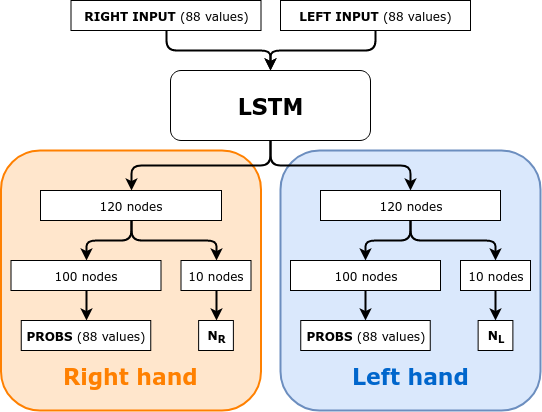 RIGHT INPUT (88 values)
LEFT INPUT (88 values)
LSTM
120 nodes
120 nodes
100 nodes
10 nodes
100 nodes
10 nodes
PROBS (88 values)
N_R
PROBS (88 values)
N_L
Right hand
Left hand